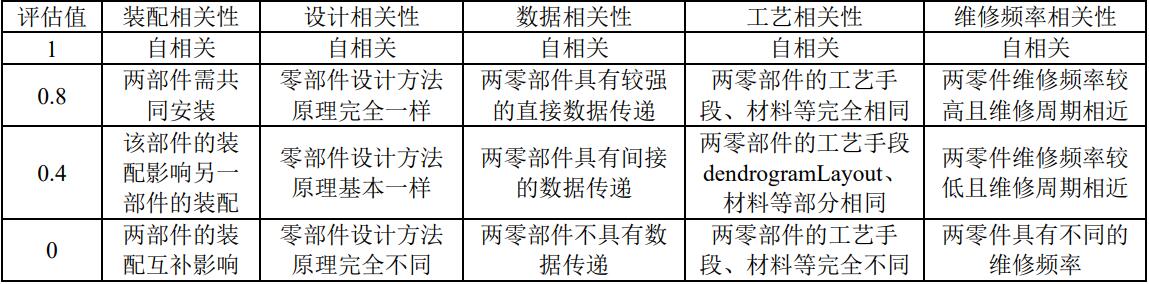 评估值 装配相关性 设计相关性 数据相关性 工艺相关性 维修频率相关性
1 自相关 自相关 自相关 自相关 自相关
0.8 两部件需共同安装 零部件设计方法原理完全一样 两零部件具有较强的直接数据传递 两零部件的工艺手段、材料等完全相同 两零件维修频率较高且维修周期相近
0.4 该部件的装配影响另一部件的装配 零部件设计方法原理基本一样 两零部件具有间接的数据传递 两零部件的工艺手段dendrogramLayout、材料等部分相同 两零件维修频率较低且维修周期相近
0 两部件的装配互补影响 零部件设计方法原理完全不同 两零部件不具有数据传递 两零部件的工艺手段、材料等完全不同 两零件具有不同的维修频率